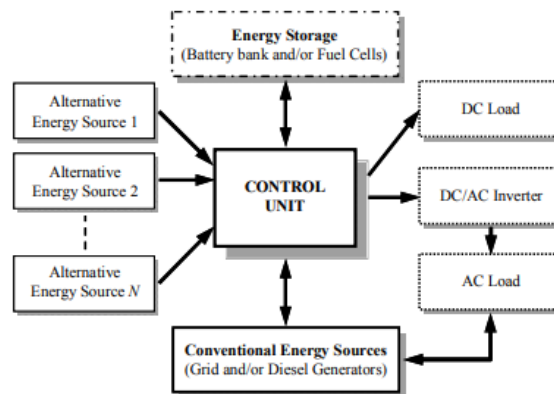 Energy Storage
(Battery bank and/or Fuel Cells)
Alternative
Energy Source 1
DC Load
Alternative
Energy Source 2
CONTROL
UNIT
DC/AC Inverter
Alternative
Energy Source N
AC Load
Conventional Energy Sources
(Grid and/or Diesel Generators)